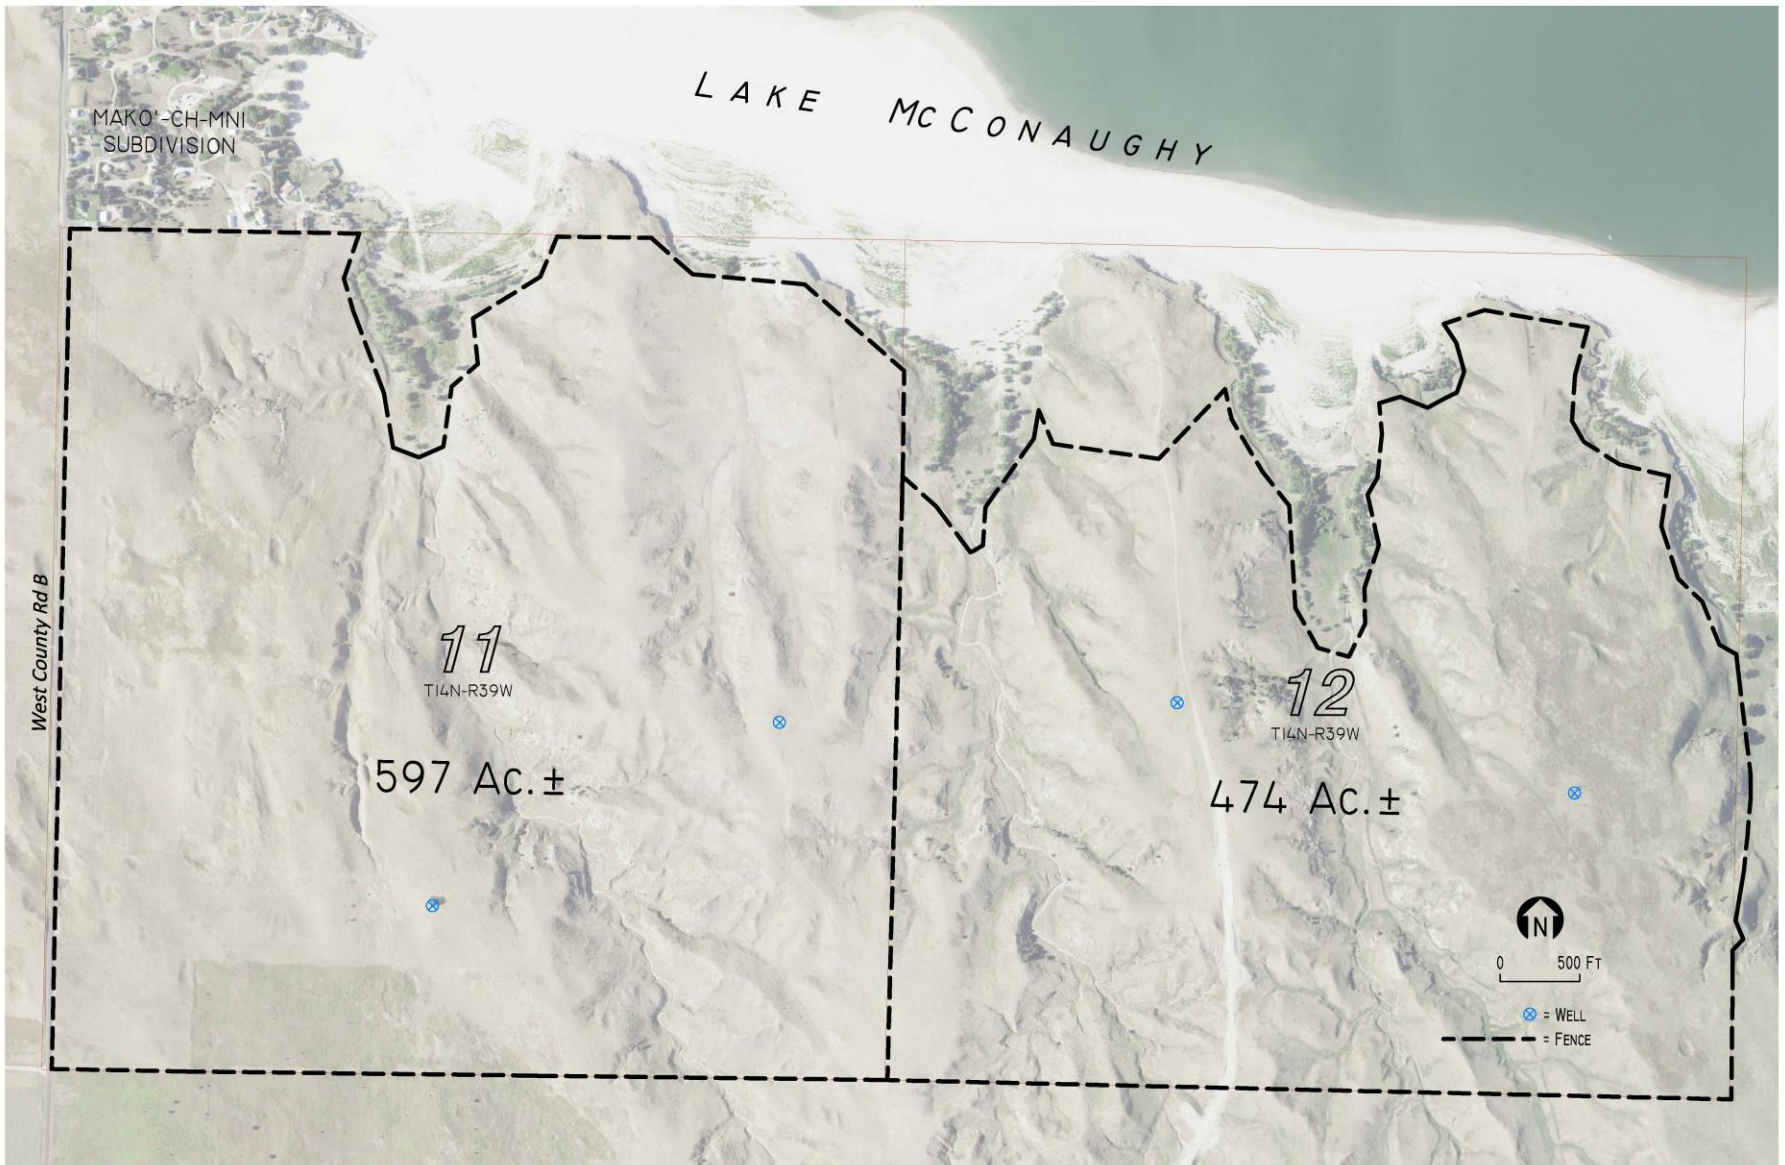 LAKE McCONAUGHY
MAKO'-CH-MNI
SUBDIVISION
West County Rd B
11
T14N-R39W
597 Ac.±
12
T14N-R39W
474 Ac.±
N
0 500 FT
= WELL
= FENCE